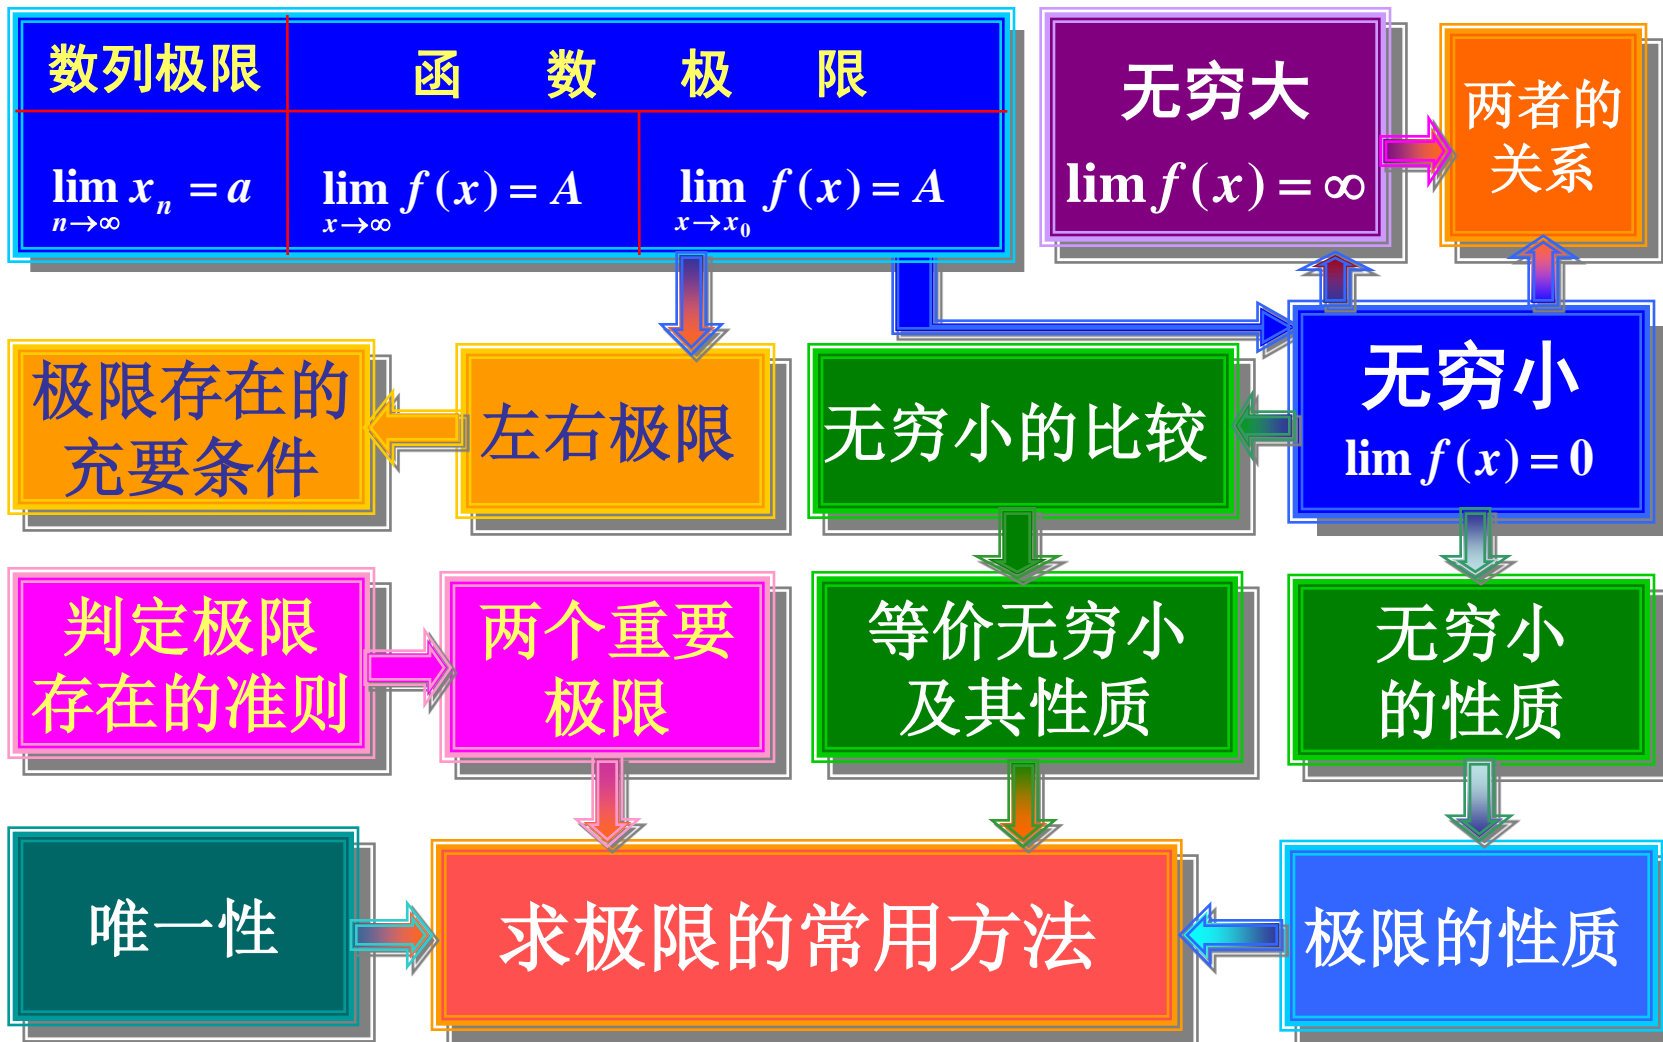 数列极限
函 数 极 限
lim x_n = a
n→∞
lim f(x) = A
x→∞
lim f(x) = A
x→x_0
无穷大
lim f(x) = ∞
两者的
关系
极限存在的
充要条件
左右极限
无穷小的比较
无穷小
lim f(x) = 0
判定极限
存在的准则
两个重要
极限
等价无穷小
及其性质
无穷小
的性质
唯一性
求极限的常用方法
极限的性质